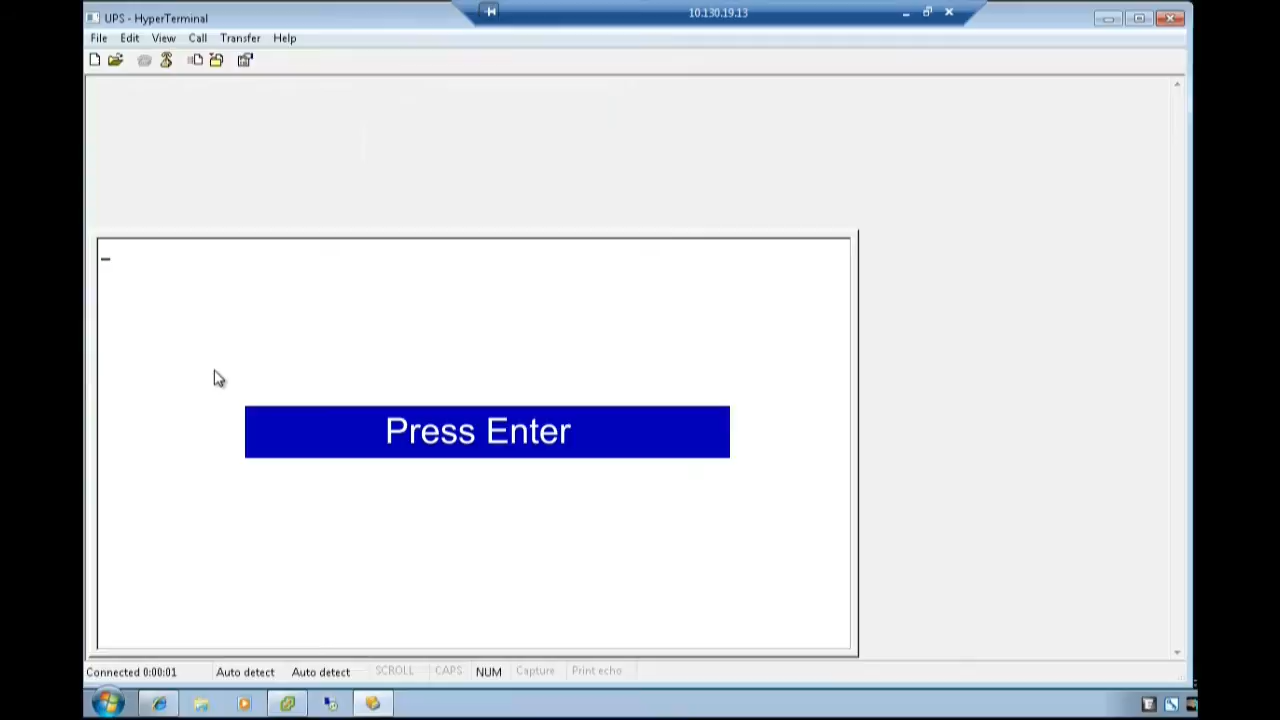 UPS - HyperTerminal
10.130.19.13
File Edit View Call Transfer Help
Press Enter
Connected 0:00:01 Auto detect Auto detect SCROLL CAPS NUM Capture Print echo